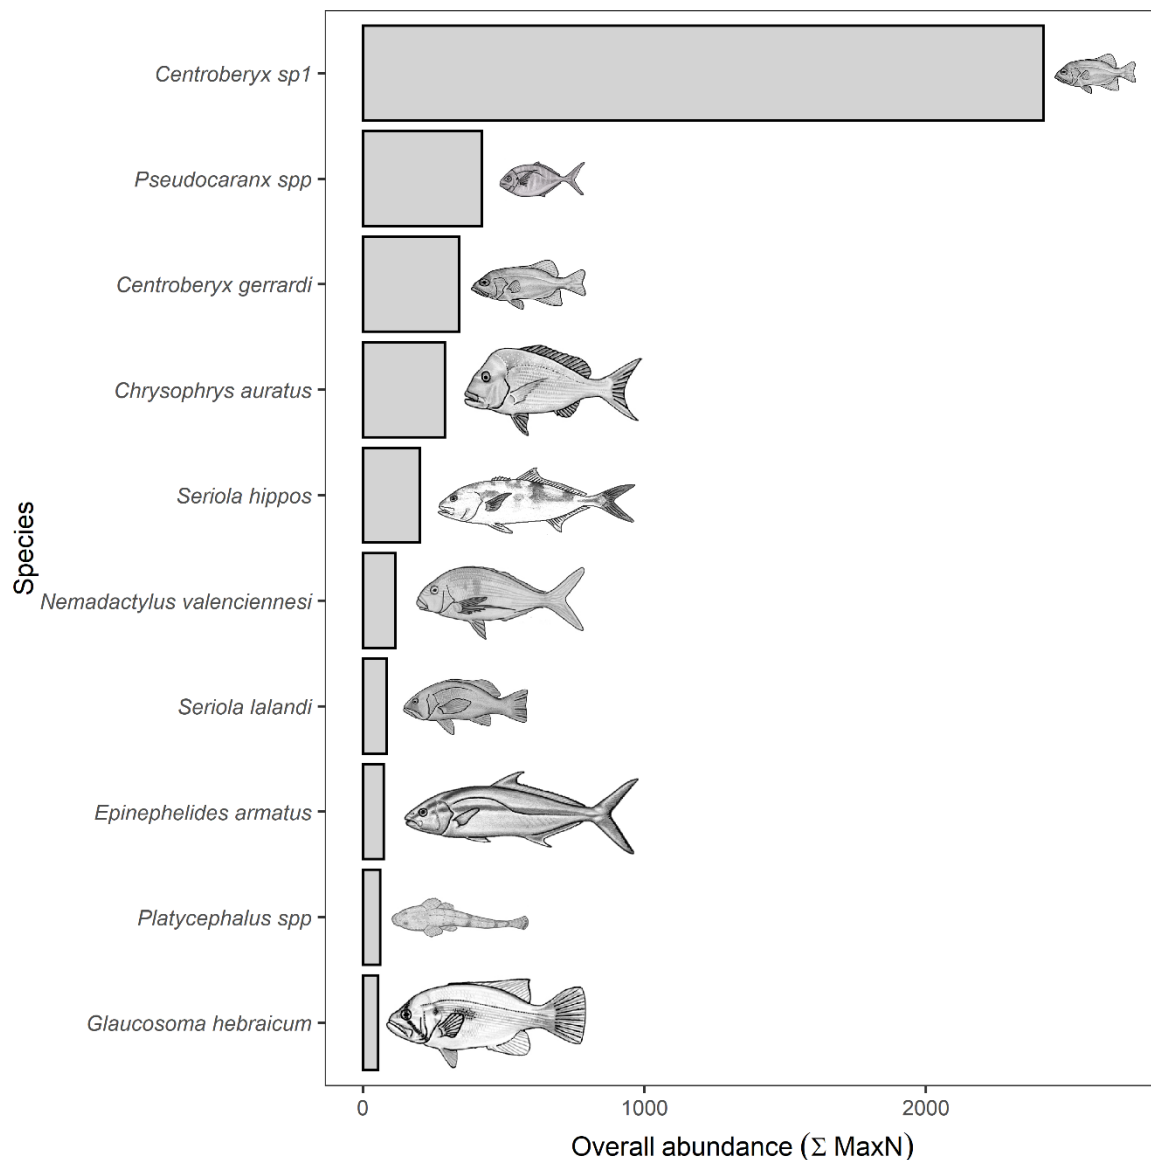 Centroberyx sp1
Pseudocaranx spp
Centroberyx gerrardi
Chrysophrys auratus
Seriola hippos
Nemadactylus valenciennesi
Seriola lalandi
Epinephelides armatus
Platycephalus spp
Glaucosoma hebraicum
Species
0 1000 2000
Overall abundance (Σ MaxN)